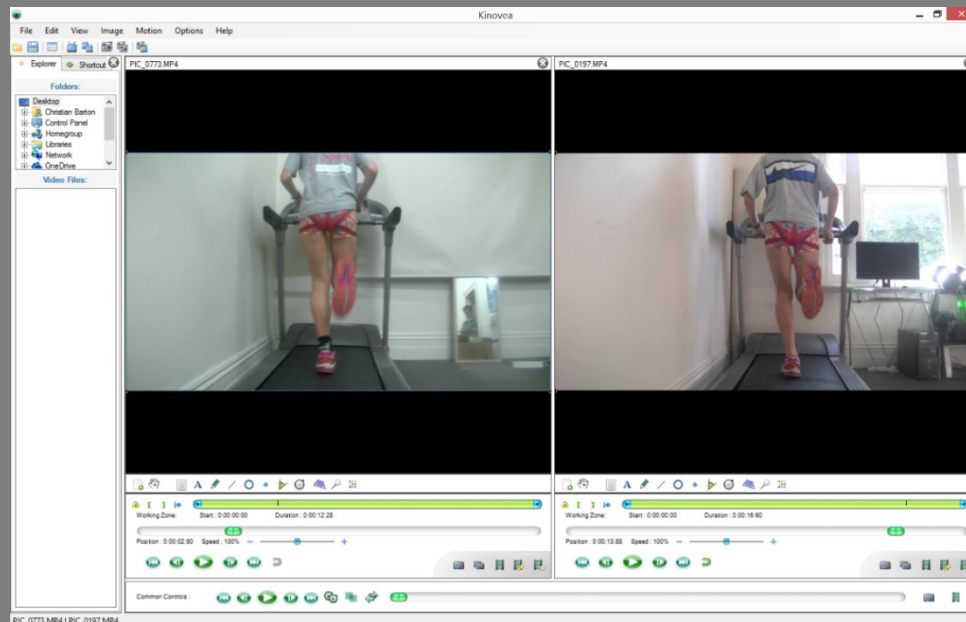 Kinovea
File Edit View Image Motion Options Help
Explorer Shortcut
Folders:
Desktop
Christian Barton
Control Panel
Homegroup
Libraries
Network
OneDrive
Video Files:
PIC_0773.MP4
A
Working Zone: Start : 0:00:00:00 Duration : 0:00:12:28
Position : 0:00:02:80 Speed : 100%
PIC_0197.MP4
A
Working Zone: Start : 0:00:00:00 Duration : 0:00:16:60
Position : 0:00:13:88 Speed : 100%
Common Controls :
PIC_0773.MP4 | PIC_0197.MP4